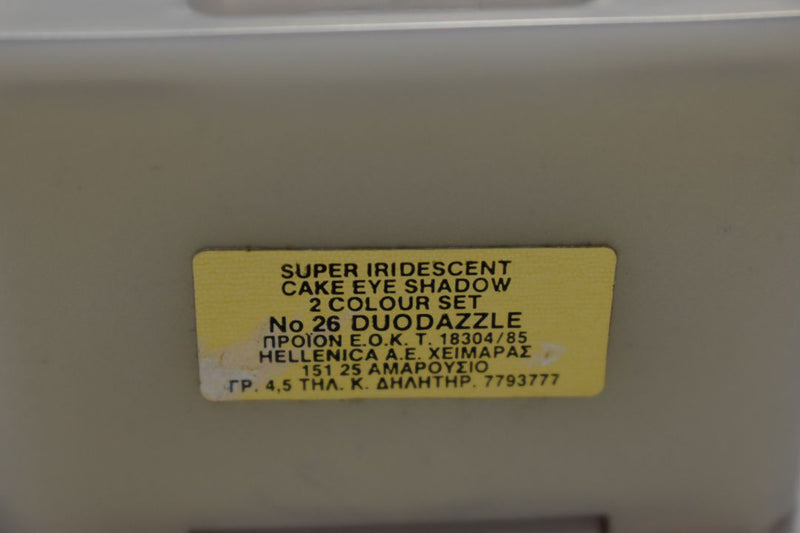 SUPER IRIDESCENT
CAKE EYE SHADOW
2 COLOUR SET
No 26 DUODAZZLE
ΠΡΟΪΟΝ Ε.Ο.Κ. Τ. 18304/85
HELLENICA A.E. ΧΕΙΜΑΡΑΣ
151 25 ΑΜΑΡΟΥΣΙΟ
ΓΡ. 4,5 ΤΗΛ. Κ. ΔΗΛΗΤΗΡ. 7793777